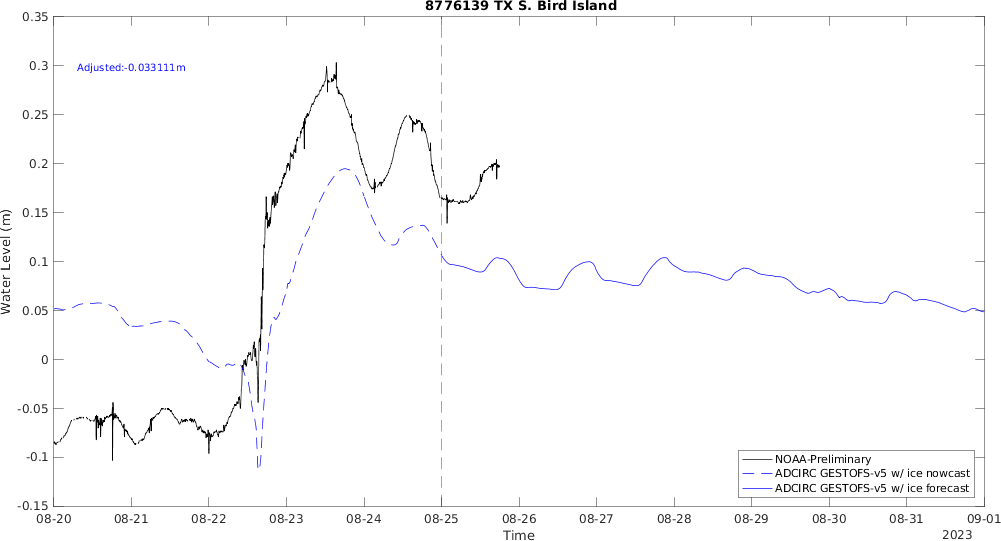 8776139 TX S. Bird Island
0.35
0.3
0.25
0.2
0.15
0.1
0.05
0
-0.05
-0.1
-0.15
Water Level (m)
Adjusted:-0.033111m
NOAA-Preliminary
ADCIRC GESTOFS-v5 w/ ice nowcast
ADCIRC GESTOFS-v5 w/ ice forecast
08-20 08-21 08-22 08-23 08-24 08-25 08-26 08-27 08-28 08-29 08-30 08-31 09-01
Time
2023